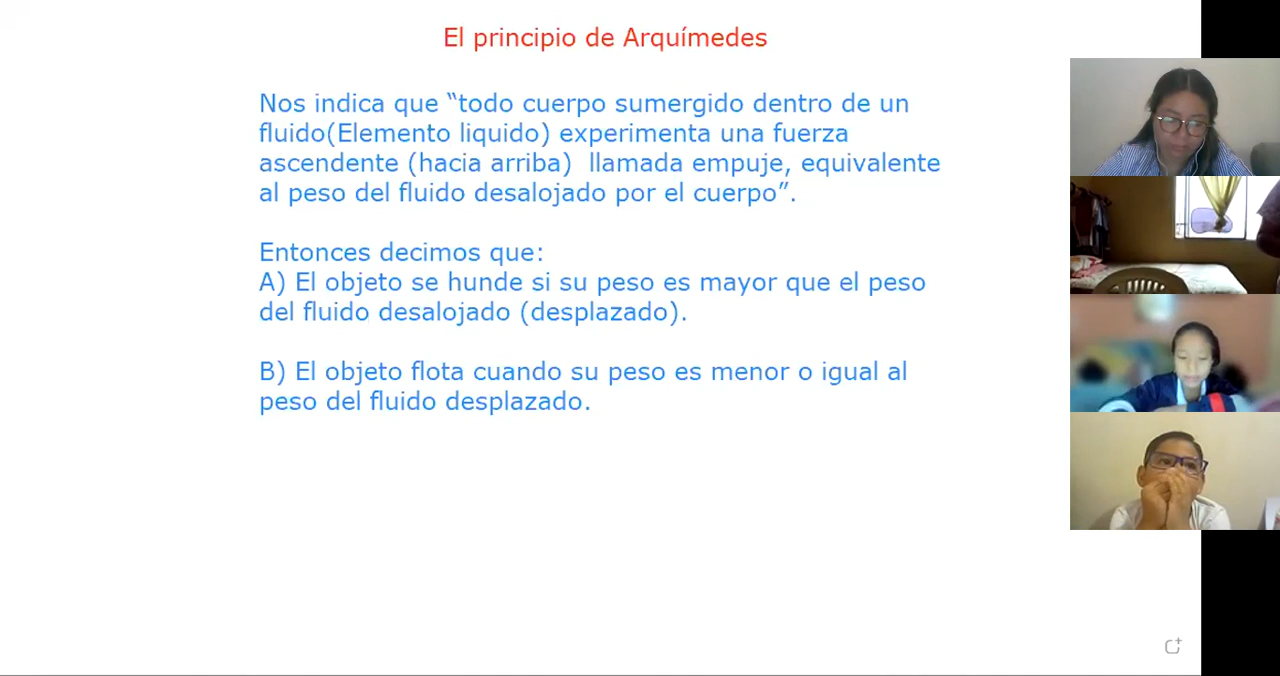 El principio de Arquímedes
Nos indica que “todo cuerpo sumergido dentro de un
fluido(Elemento liquido) experimenta una fuerza
ascendente (hacia arriba)  llamada empuje, equivalente
al peso del fluido desalojado por el cuerpo”.
Entonces decimos que:
A) El objeto se hunde si su peso es mayor que el peso
del fluido desalojado (desplazado).
B) El objeto flota cuando su peso es menor o igual al
peso del fluido desplazado.